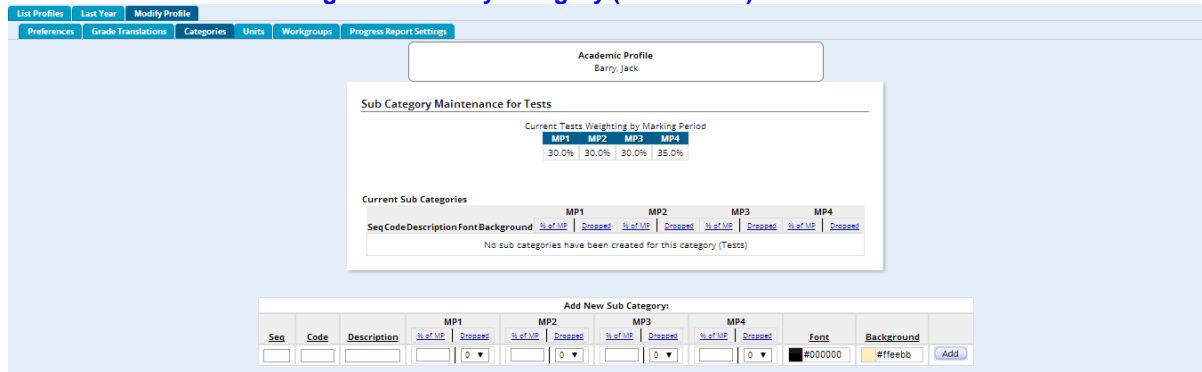 List Profiles Last Year Modify Profile
Preferences Grade Translations Categories Units Workgroups Progress Report Settings
Academic Profile
Barry, Jack
Sub Category Maintenance for Tests
Current Tests Weighting by Marking Period
MP1 MP2 MP3 MP4
30.0% 30.0% 30.0% 35.0%
Current Sub Categories
MP1 MP2 MP3 MP4
Seq Code Description Font Background % of MP Dropped % of MP Dropped % of MP Dropped % of MP Dropped
No sub categories have been created for this category (Tests)
Add New Sub Category:
MP1 MP2 MP3 MP4
Seq Code Description % of MP Dropped % of MP Dropped % of MP Dropped % of MP Dropped Font Background
0 ▼ 0 ▼ 0 ▼ 0 ▼ #000000 #ffeebb Add